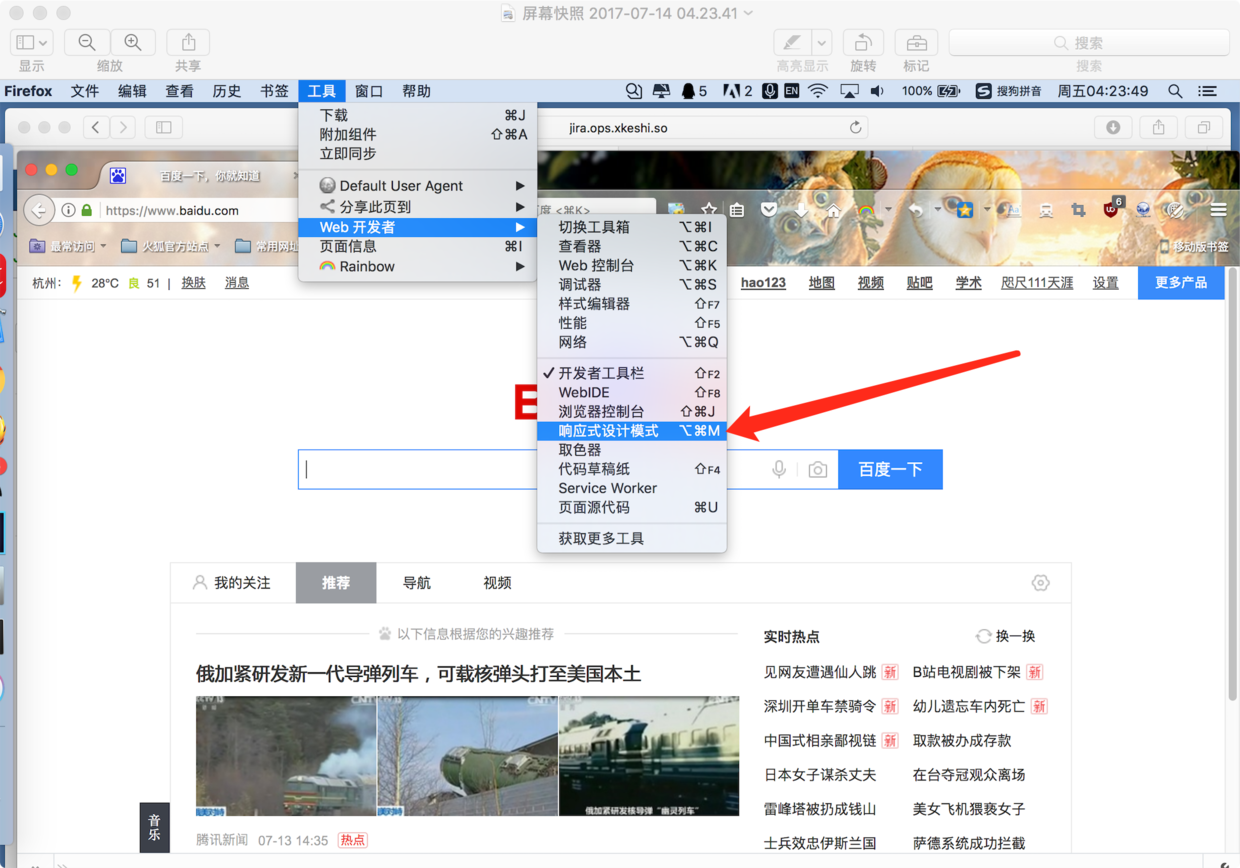 屏幕快照 2017-07-14 04.23.41
显示 缩放 共享 高亮显示 旋转 标记 搜索
搜索
Firefox 文件 编辑 查看 历史 书签 工具 窗口 帮助 5 2 EN 100% 搜狗拼音 周五04:23:49
jira.ops.xkeshi.so
百度一下，你就知道
https://www.baidu.com
度 <⌘K>
6
最常访问 火狐官方站点 常用网址 移动版书签
下载 ⌘J
附加组件 ⇧⌘A
立即同步
Default User Agent ▶
分享此页到 ▶
Web 开发者 ▶
页面信息 ⌘I
Rainbow ▶
切换工具箱 ⌥⌘I
查看器 ⌥⌘C
Web 控制台 ⌥⌘K
调试器 ⌥⌘S
样式编辑器 ⇧F7
性能 ⇧F5
网络 ⌥⌘Q
✓开发者工具栏 ⇧F2
WebIDE ⇧F8
浏览器控制台 ⇧⌘J
响应式设计模式 ⌥⌘M
取色器
代码草稿纸 ⇧F4
Service Worker
页面源代码 ⌘U
获取更多工具
杭州： 28°C 良 51 | 换肤 消息
hao123 地图 视频 贴吧 学术 咫尺111天涯 设置 更多产品
百度一下
我的关注 推荐 导航 视频
以下信息根据您的兴趣推荐
俄加紧研发新一代导弹列车，可载核弹头打至美国本土
CNTV
俄加紧研发核导弹“幽灵列车”
腾讯新闻 07-13 14:35 热点
音乐
实时热点 换一换
见网友遭遇仙人跳 新 B站电视剧被下架 新
深圳开单车禁骑令 新 幼儿遗忘车内死亡 新
中国式相亲鄙视链 新 取款被办成存款
日本女子谋杀丈夫 在台夺冠观众离场
雷峰塔被扔成钱山 美女飞机猥亵女子
士兵效忠伊斯兰国 萨德系统成功拦截